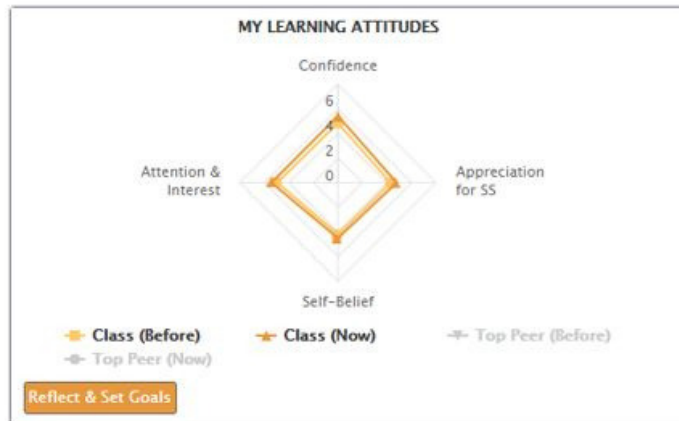 MY LEARNING ATTITUDES
Confidence
6
4
2
0
Attention &
Interest
Appreciation
for SS
Self-Belief
Class (Before)
Class (Now)
Top Peer (Before)
Top Peer (Now)
Reflect & Set Goals